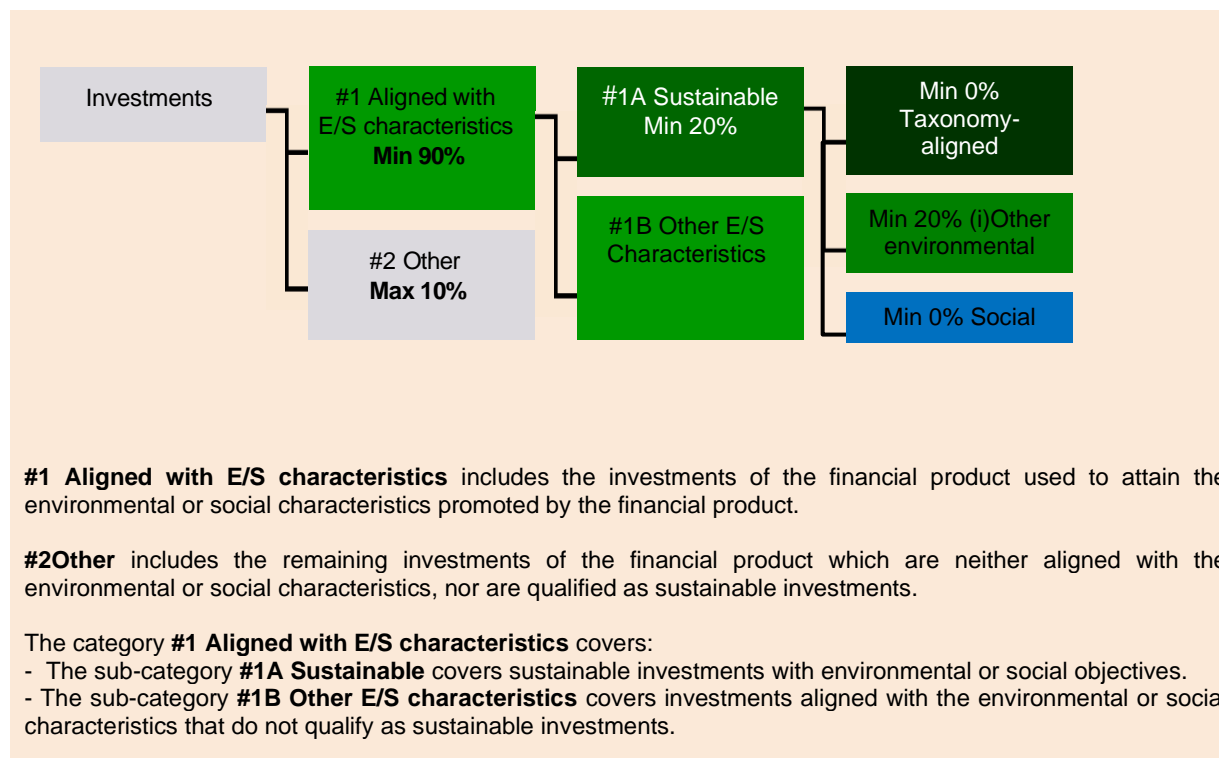 Investments
#1 Aligned with
E/S characteristics
Min 90%
#2 Other
Max 10%
#1A Sustainable
Min 20%
#1B Other E/S
Characteristics
Min 0%
Taxonomy-
aligned
Min 20% (i)Other
environmental
Min 0% Social
#1 Aligned with E/S characteristics includes the investments of the financial product used to attain the
environmental or social characteristics promoted by the financial product.
#2Other includes the remaining investments of the financial product which are neither aligned with the
environmental or social characteristics, nor are qualified as sustainable investments.
The category #1 Aligned with E/S characteristics covers:
- The sub-category #1A Sustainable covers sustainable investments with environmental or social objectives.
- The sub-category #1B Other E/S characteristics covers investments aligned with the environmental or social
characteristics that do not qualify as sustainable investments.